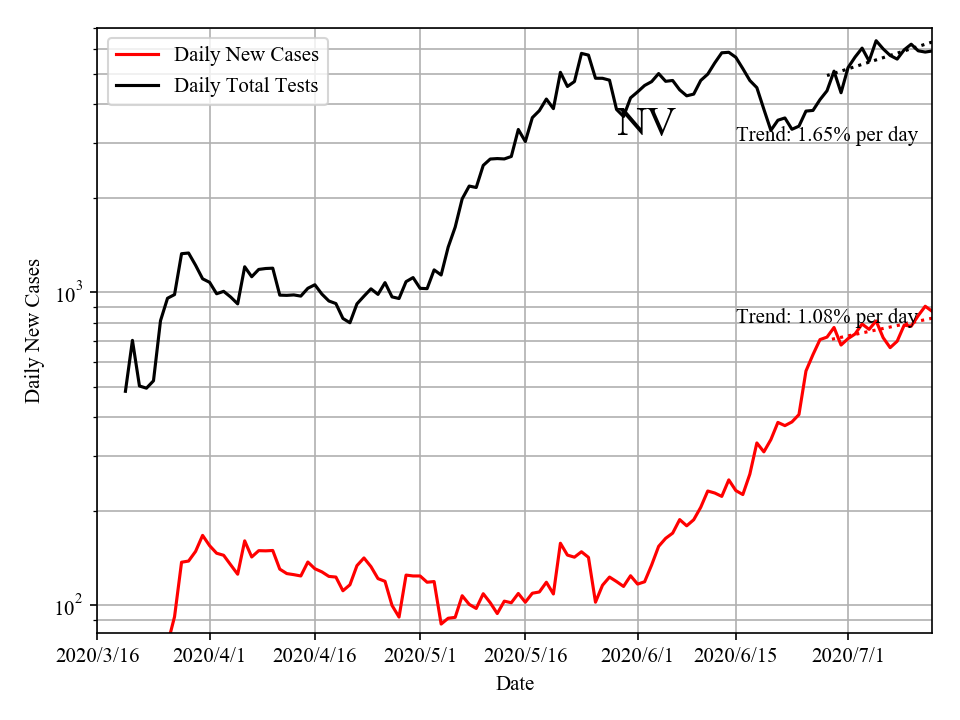 Daily New Cases
Daily Total Tests
NV
Trend: 1.65% per day
Trend: 1.08% per day
Daily New Cases
10³
10²
2020/3/16 2020/4/1 2020/4/16 2020/5/1 2020/5/16 2020/6/1 2020/6/15 2020/7/1
Date